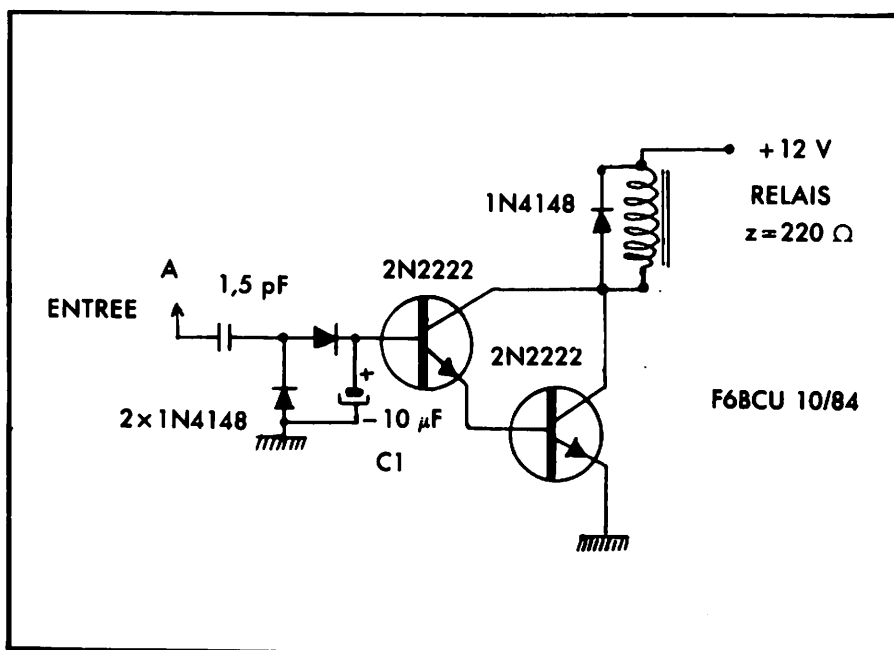 +12 V
1N4148
RELAIS
z=220 Ω
A
1,5 pF
2N2222
ENTREE
2N2222
+
2×1N4148
– 10 µF
F6BCU 10/84
C1